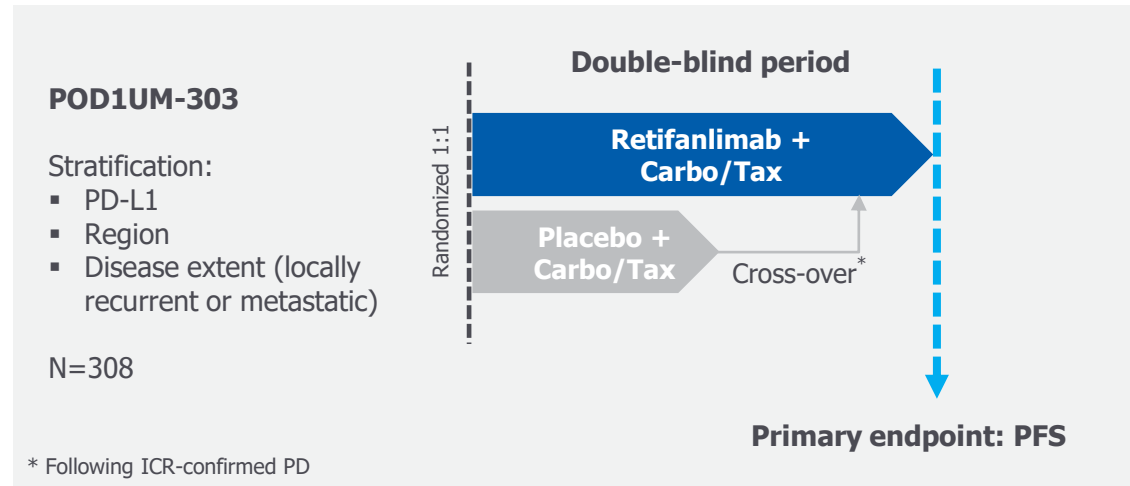 POD1UM-303
Stratification:
▪ PD-L1
▪ Region
▪ Disease extent (locally
recurrent or metastatic)
N=308
Randomized 1:1
Double-blind period
Retifanlimab +
Carbo/Tax
Placebo +
Carbo/Tax
Cross-over*
Primary endpoint: PFS
* Following ICR-confirmed PD